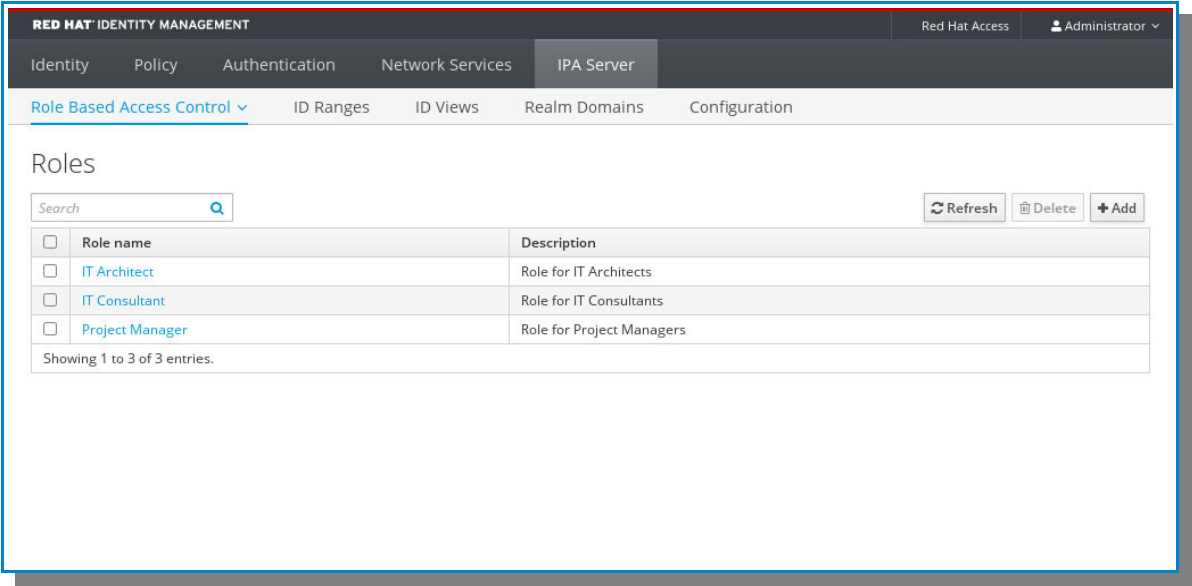 RED HAT® IDENTITY MANAGEMENT Red Hat Access Administrator
Identity Policy Authentication Network Services IPA Server
Role Based Access Control ID Ranges ID Views Realm Domains Configuration
Roles
Search Refresh Delete Add
Role name Description
IT Architect Role for IT Architects
IT Consultant Role for IT Consultants
Project Manager Role for Project Managers
Showing 1 to 3 of 3 entries.